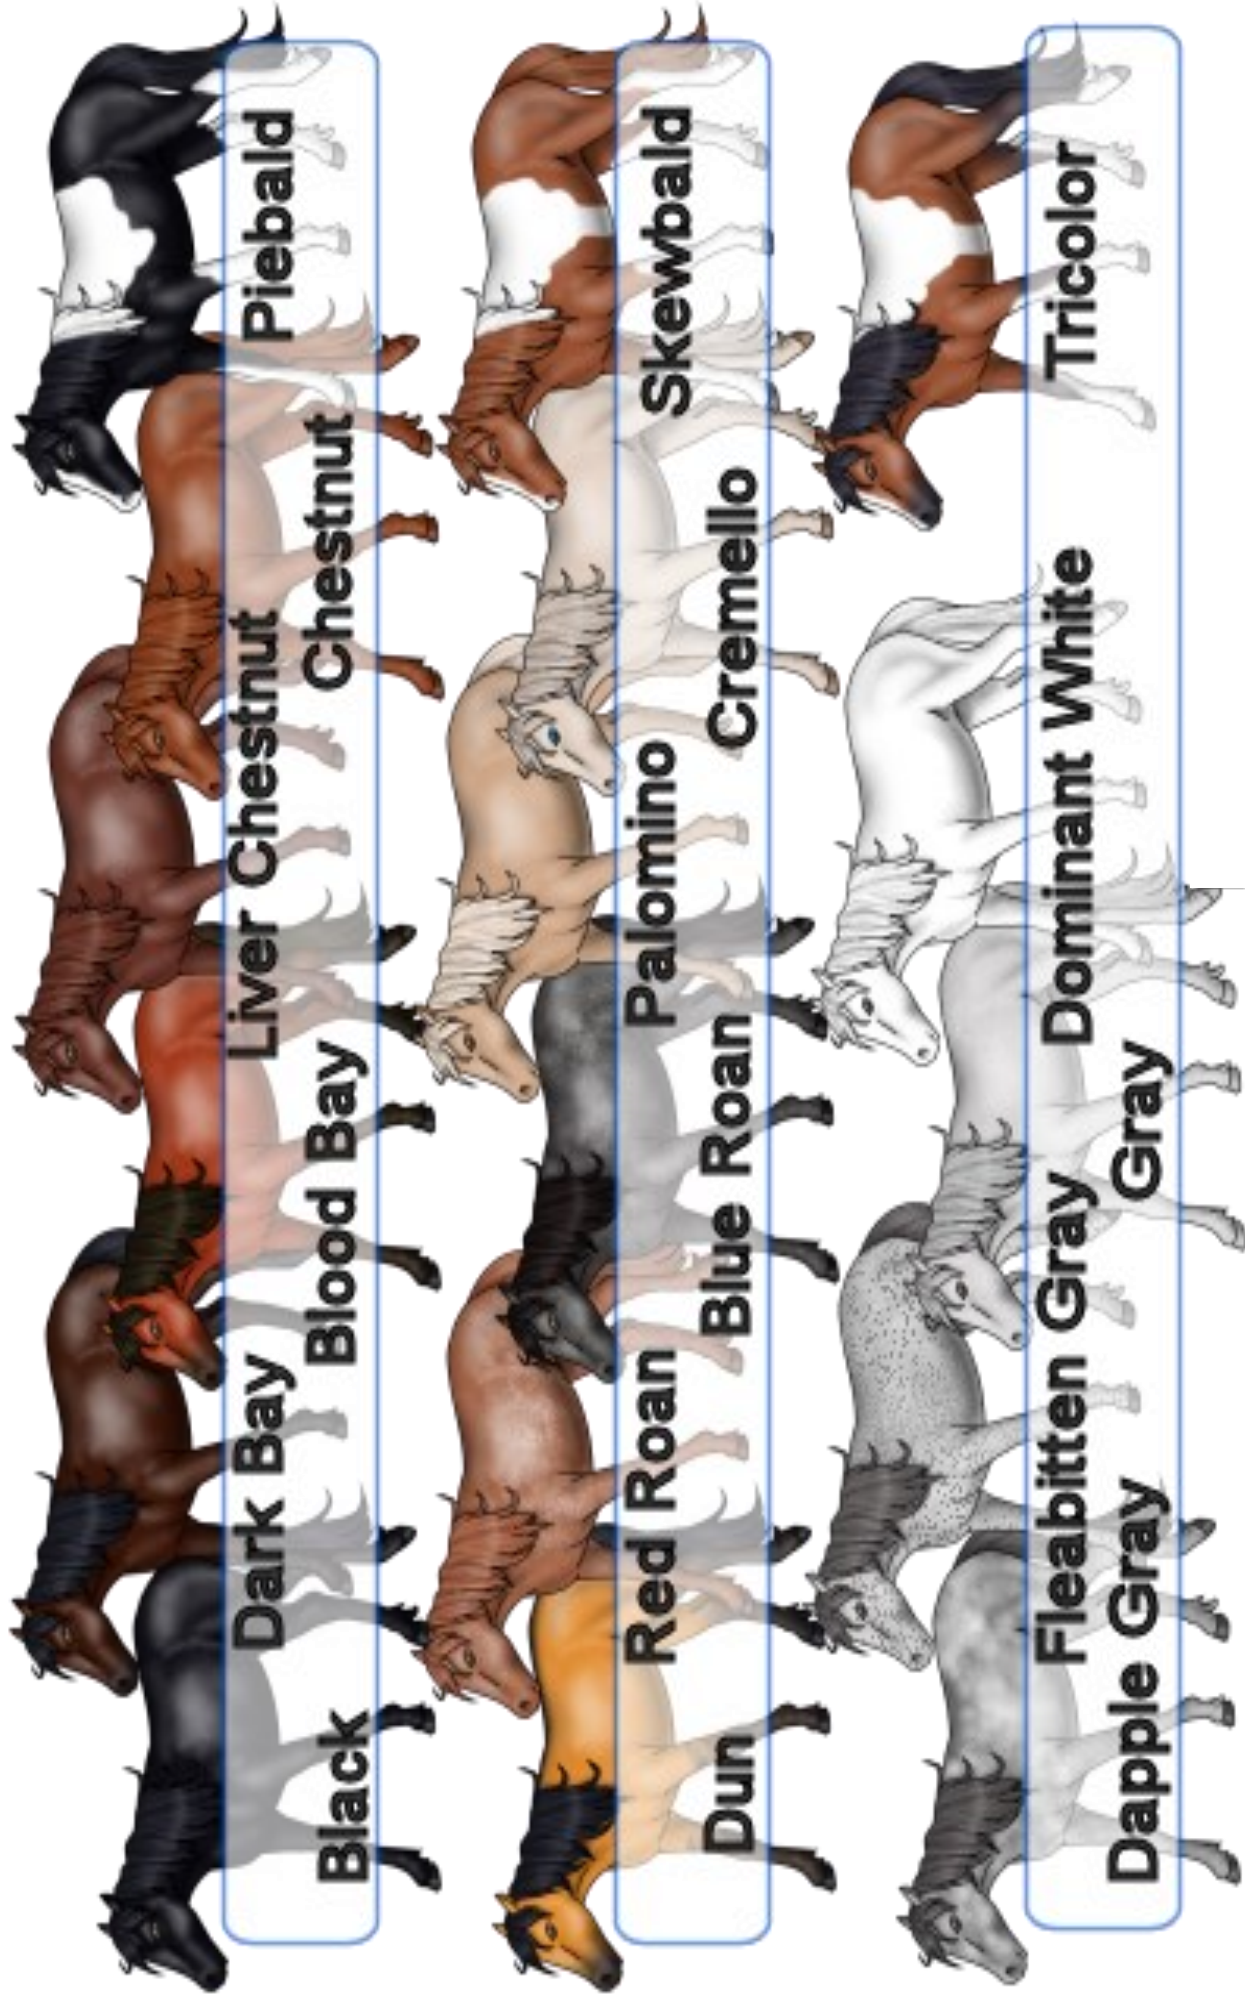 Black
Dark Bay
Blood Bay
Liver Chestnut
Chestnut
Piebald
Dun
Red Roan
Blue Roan
Palomino
Cremello
Skewbald
Dapple Gray
Fleabitten Gray
Gray
Dominant White
Tricolor